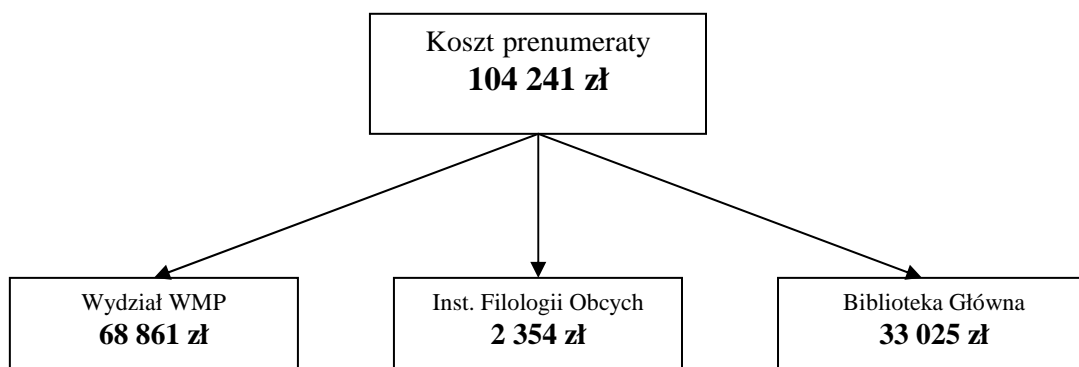 Koszt prenumeraty
104 241 zł
Wydział WMP
68 861 zł
Inst. Filologii Obcych
2 354 zł
Biblioteka Główna
33 025 zł